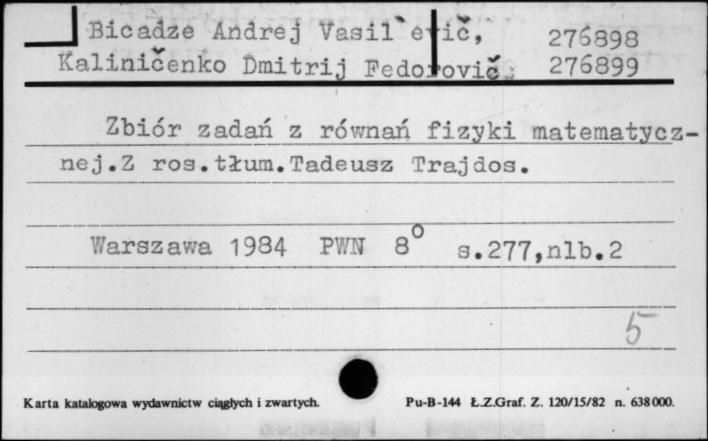 Bicadze Andrej Vasil`evič, 276898
Kaliničenko Dmitrij Fedorovič 276899
Zbiór zadań z równań fizyki matematycz-
nej.Z ros.tłum.Tadeusz Trajdos.
Warszawa 1984 PWN 8° s.277,nlb.2
5
Karta katalogowa wydawnictw ciągłych i zwartych. Pu-B-144 Ł.Z.Graf. Z. 120/15/82 n. 638000.